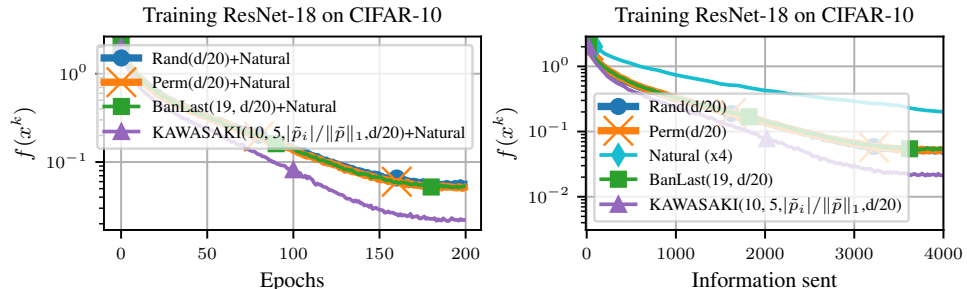 Training ResNet-18 on CIFAR-10
f(x^k)
10^0
10^{-1}
Rand(d/20)+Natural
Perm(d/20)+Natural
BanLast(19, d/20)+Natural
KAWASAKI(10, 5,|p̃_i|/‖p̃‖_1,d/20)+Natural
0 50 100 150 200
Epochs
Training ResNet-18 on CIFAR-10
f(x^k)
10^0
10^{-1}
10^{-2}
Rand(d/20)
Perm(d/20)
Natural (x4)
BanLast(19, d/20)
KAWASAKI(10, 5,|p̃_i|/‖p̃‖_1,d/20)
0 1000 2000 3000 4000
Information sent